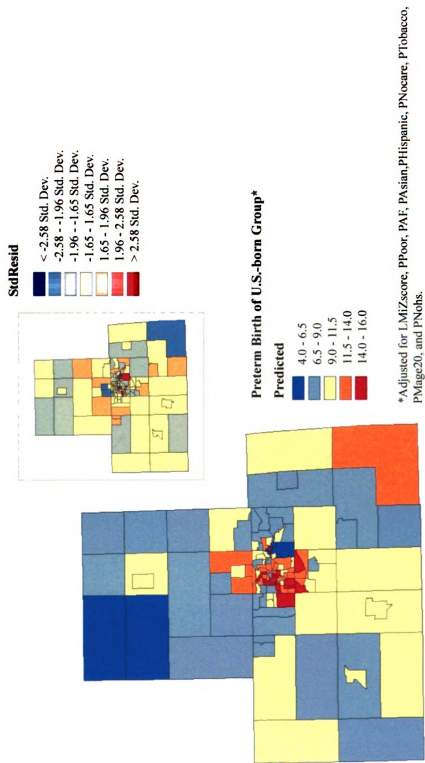 StdResid
< -2.58 Std. Dev.
-2.58 - -1.96 Std. Dev.
-1.96 - -1.65 Std. Dev.
-1.65 - 1.65 Std. Dev.
1.65 - 1.96 Std. Dev.
1.96 - 2.58 Std. Dev.
> 2.58 Std. Dev.
Preterm Birth of U.S.-born Group*
Predicted
4.0 - 6.5
6.5 - 9.0
9.0 - 11.5
11.5 - 14.0
14.0 - 16.0
*Adjusted for LMiZscore, PPoor, PAF, PAsian,PHispanic, PNocare, PTobacco,
PMage20, and PNohs.